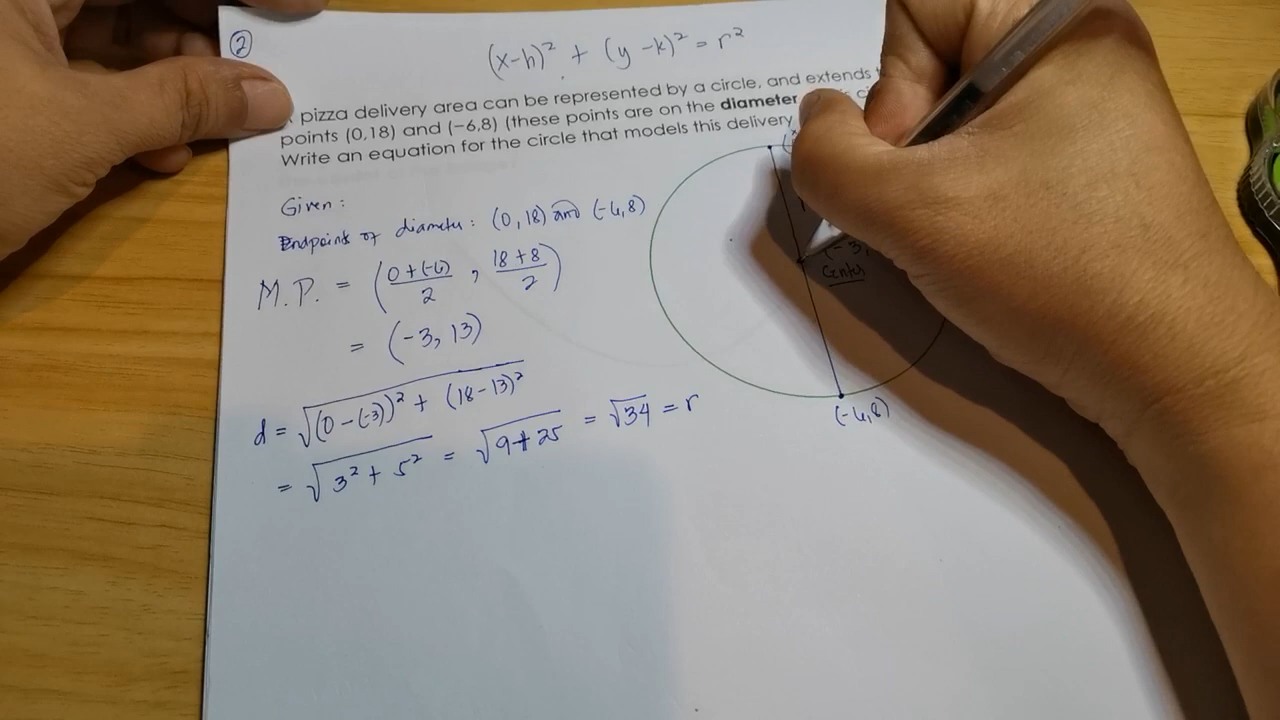 ②
(x-h)² + (y-k)² = r²
pizza delivery area can be represented by a circle, and extends
points (0,18) and (−6,8) (these points are on the diameter
Write an equation for the circle that models this delivery
Given:
Endpoints of diameter: (0,18) and (-6,8)
M.P. = (0+(-6)/2, 18+8/2)
= (-3, 13)
d = √(0-(-3))² + (18-13)²
= √3² + 5² = √9+25 = √34 = r
(-3,
Center
(-6,8)